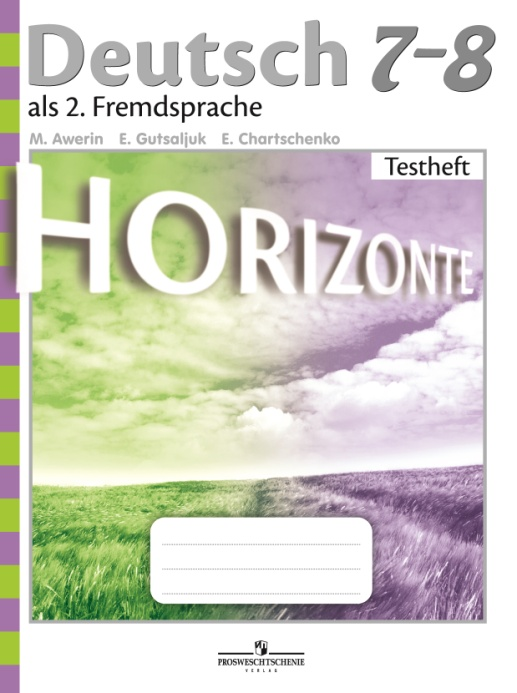 Deutsch 7–8
als 2. Fremdsprache
M. Awerin E. Gutsaljuk E. Chartschenko
Testheft
HORIZONTE
PROSWESCHTSCHENIE
VERLAG